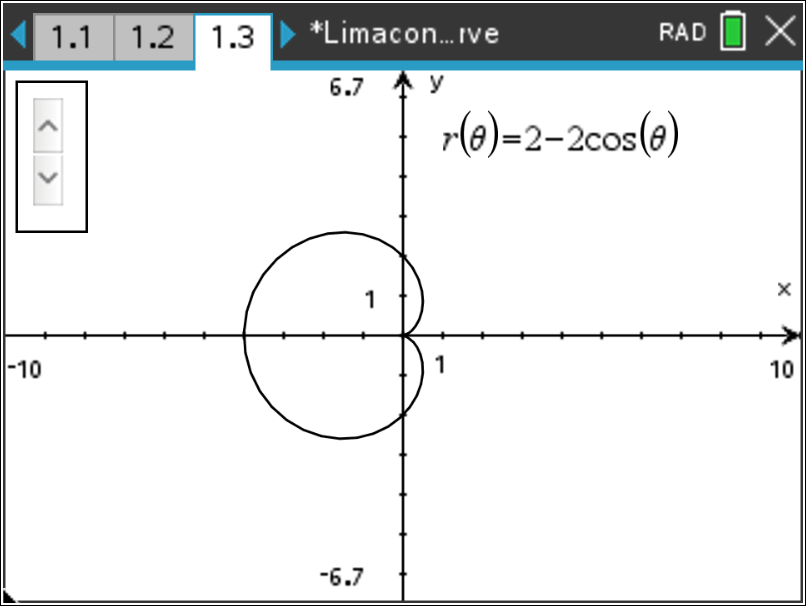 1.1 1.2 1.3 *Limacon...rve RAD
6.7 y
r(θ)=2−2cos(θ)
x
1
-10 1 10
-6.7